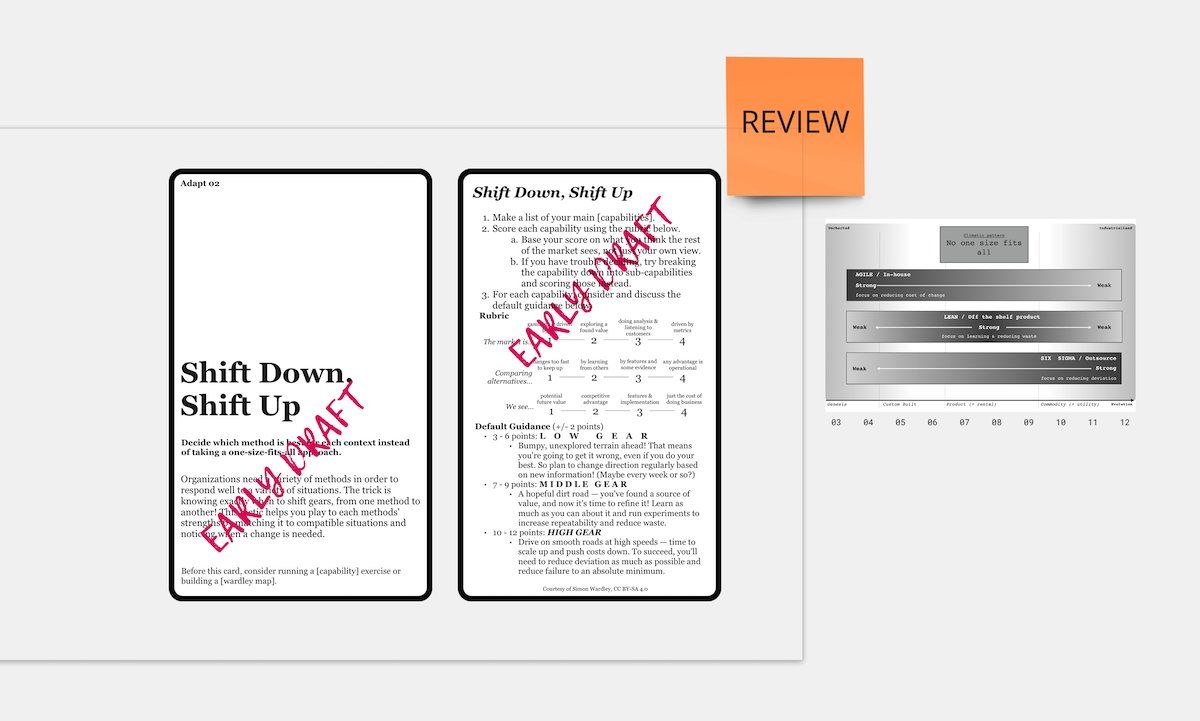 Adapt 02
Shift Down,
Shift Up
Decide which method is best for each context instead
of taking a one-size-fits-all approach.
Organizations need a variety of methods in order to
respond well to a variety of situations. The trick is
knowing exactly when to shift gears, from one method to
another! This helps you play to each methods'
strengths by matching it to compatible situations and
noticing when a change is needed.
Before this card, consider running a [capability] exercise or
building a [wardley map].
EARLY DRAFT
Shift Down, Shift Up
1. Make a list of your main [capabilities].
2. Score each capability using the rubric below.
a. Base your score on what you think the rest
of the market sees, not just your own view.
b. If you have trouble deciding, try breaking
the capability down into sub-capabilities
and scoring those instead.
3. For each capability, consider and discuss the
default guidance below.
Rubric
The market is...
exploring a
found value
doing analysis &
listening to
customers
driven by
metrics
1 2 3 4
Comparing
alternatives...
changes too fast
to keep up
by learning
from others
by features and
some evidence
any advantage is
operational
1 2 3 4
We see...
potential
future value
competitive
advantage
features &
implementation
just the cost of
doing business
1 2 3 4
Default Guidance (+/- 2 points)
• 3 - 6 points: L O W G E A R
• Bumpy, unexplored terrain ahead! That means
you're going to get it wrong, even if you do your
best. So plan to change direction regularly based
on new information! (Maybe every week or so?)
• 7 - 9 points: M I D D L E G E A R
• A hopeful dirt road — you've found a source of
value, and now it's time to refine it! Learn as
much as you can about it and run experiments to
increase repeatability and reduce waste.
• 10 - 12 points: HIGH GEAR
• Drive on smooth roads at high speeds — time to
scale up and push costs down. To succeed, you'll
need to reduce deviation as much as possible and
reduce failure to an absolute minimum.
Courtesy of Simon Wardley, CC BY-SA 4.0
EARLY DRAFT
REVIEW
Uncharted
Industrialised
Climatic pattern
No one size fits
all
AGILE / In-house
Strong Weak
focus on reducing cost of change
LEAN / Off the shelf product
Weak Strong Weak
focus on learning & reducing waste
SIX SIGMA / Outsource
Weak Strong
focus on reducing deviation
Genesis Custom Built Product (+ rental) Commodity (+ utility) Evolution
03 04 05 06 07 08 09 10 11 12